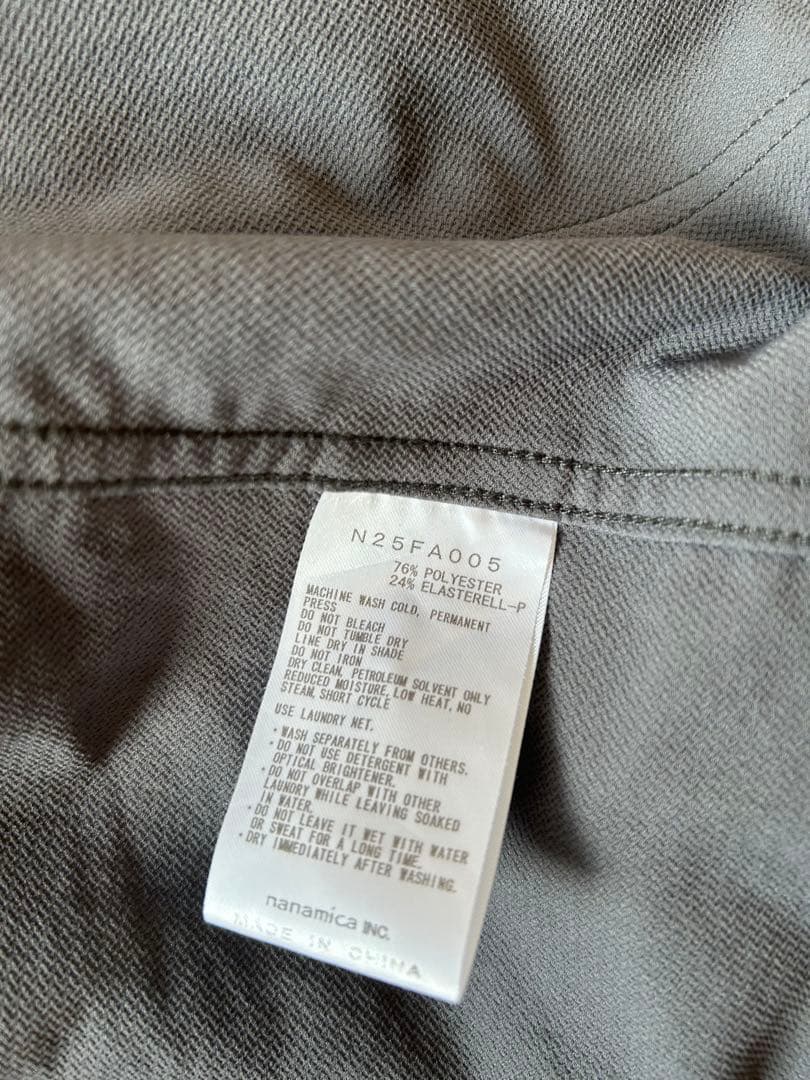 N25FA005
76% POLYESTER
24% ELASTERELL-P
MACHINE WASH COLD, PERMANENT
PRESS
DO NOT BLEACH
DO NOT TUMBLE DRY
LINE DRY IN SHADE
DO NOT IRON
DRY CLEAN, PETROLEUM SOLVENT ONLY
REDUCED MOISTURE, LOW HEAT, NO
STEAM, SHORT CYCLE
USE LAUNDRY NET.
・WASH SEPARATELY FROM OTHERS.
・DO NOT USE DETERGENT WITH
OPTICAL BRIGHTENER.
・DO NOT OVERLAP WITH OTHER
LAUNDRY WHILE LEAVING SOAKED
IN WATER.
・DO NOT LEAVE IT WET WITH WATER
OR SWEAT FOR A LONG TIME.
・DRY IMMEDIATELY AFTER WASHING.
nanamica INC.
MADE IN CHINA